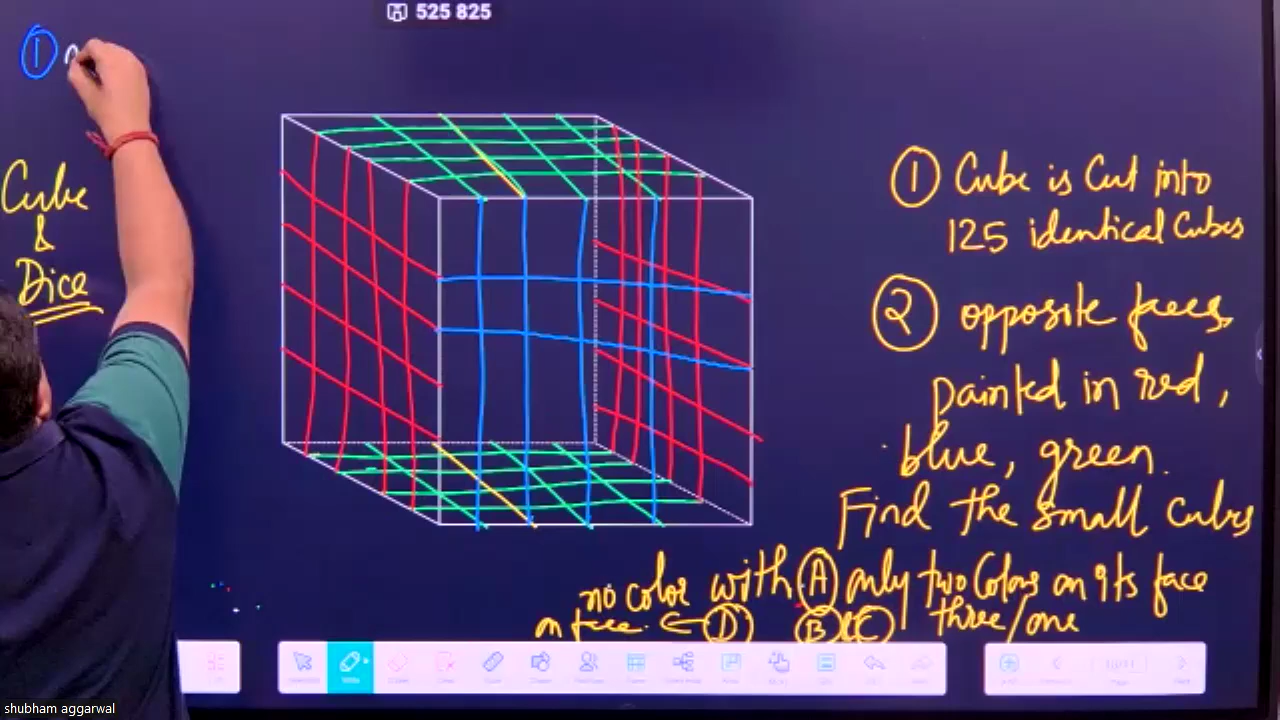 525 825
①
Cube
&
Dice
① Cube is Cut into
125 identical Cubes
② opposite faces
painted in red,
blue, green.
Find the small cubes
no color with Ⓐ only two Colors on its face
on face. Ⓓ Ⓑ Ⓒ three/one
shubham aggarwal